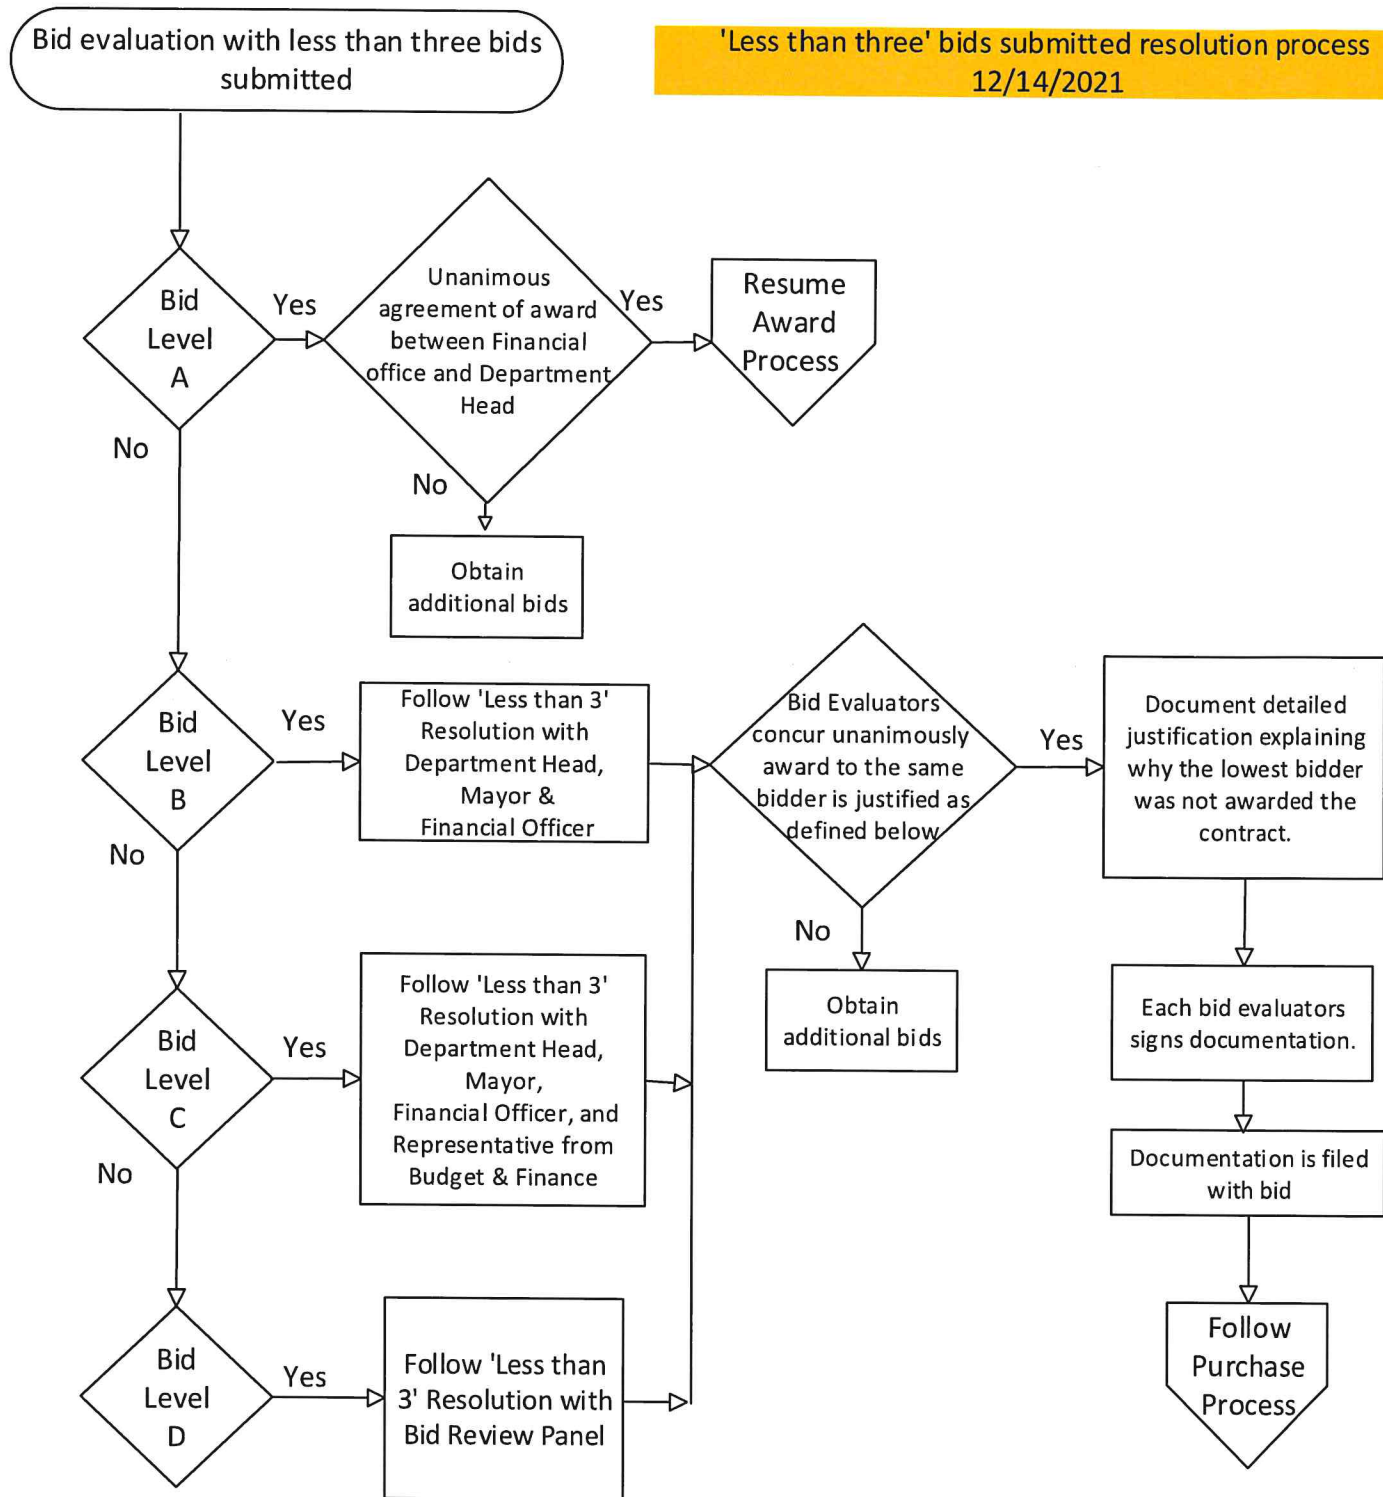 Bid evaluation with less than three bids
submitted
'Less than three' bids submitted resolution process
12/14/2021
Bid
Level
A
Yes
No
Unanimous
agreement of award
between Financial
office and Department
Head
Yes
No
Resume
Award
Process
Obtain
additional bids
Bid
Level
B
Yes
No
Follow 'Less than 3'
Resolution with
Department Head,
Mayor &
Financial Officer
Bid Evaluators
concur unanimously
award to the same
bidder is justified as
defined below
Yes
No
Document detailed
justification explaining
why the lowest bidder
was not awarded the
contract.
Obtain
additional bids
Each bid evaluators
signs documentation.
Documentation is filed
with bid
Follow
Purchase
Process
Bid
Level
C
Yes
No
Follow 'Less than 3'
Resolution with
Department Head,
Mayor,
Financial Officer, and
Representative from
Budget & Finance
Bid
Level
D
Yes
Follow 'Less than
3' Resolution with
Bid Review Panel